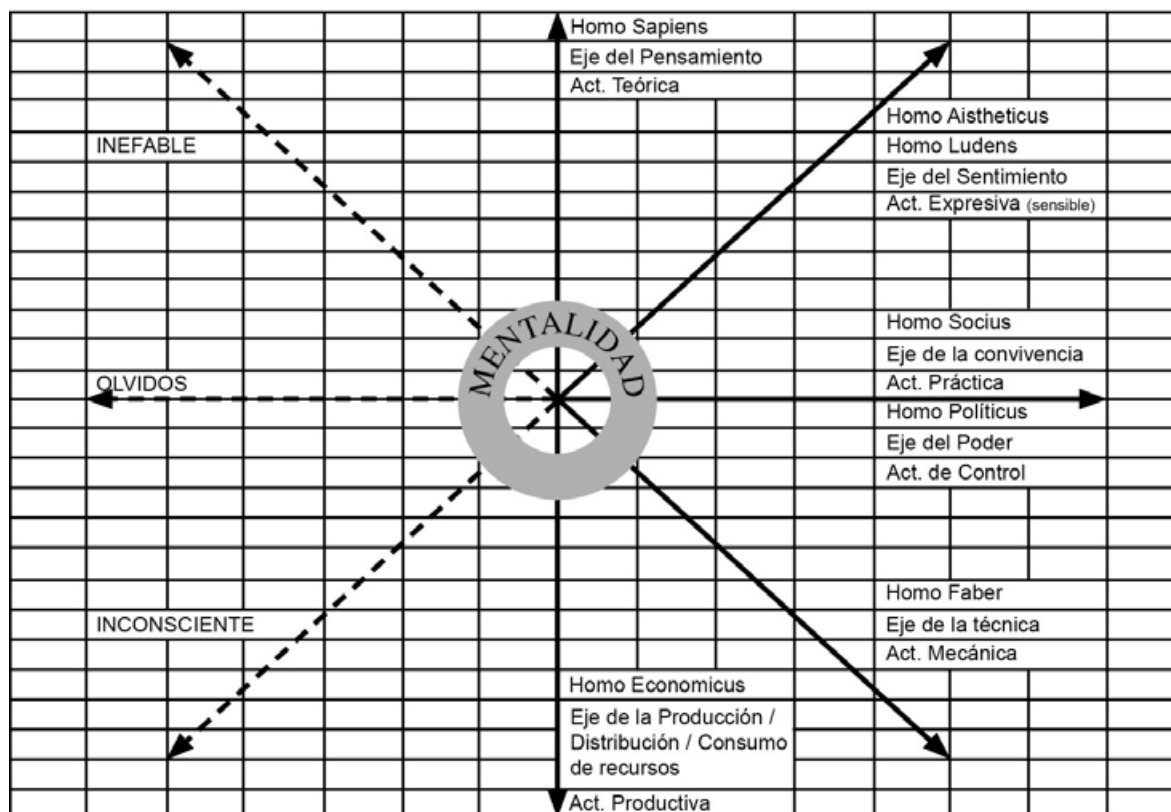 Homo Sapiens
Eje del Pensamiento
Act. Teórica
Homo Aistheticus
Homo Ludens
Eje del Sentimiento
Act. Expresiva (sensible)
INEFABLE
MENTALIDAD
Homo Socius
Eje de la convivencia
Act. Práctica
OLVIDOS
Homo Políticus
Eje del Poder
Act. de Control
Homo Faber
Eje de la técnica
Act. Mecánica
INCONSCIENTE
Homo Economicus
Eje de la Producción /
Distribución / Consumo
de recursos
Act. Productiva